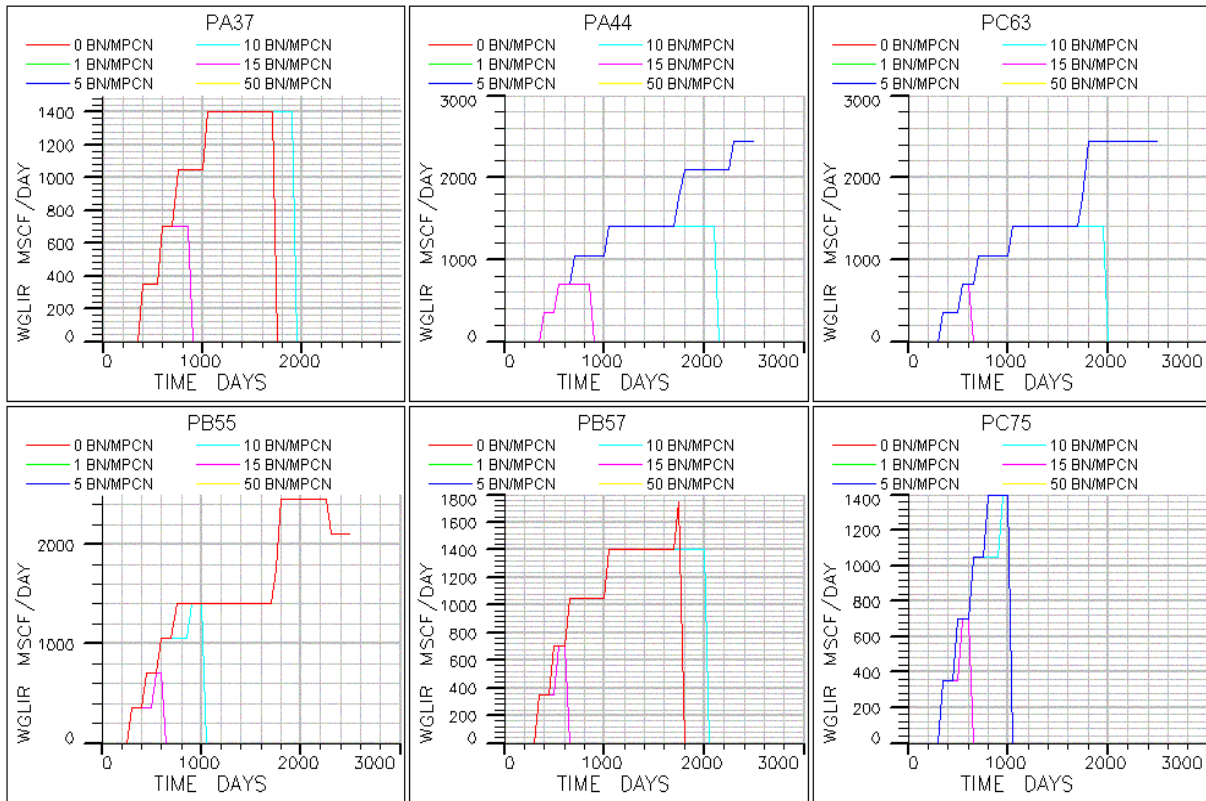 PA37
0 BN/MPCN 10 BN/MPCN
1 BN/MPCN 15 BN/MPCN
5 BN/MPCN 50 BN/MPCN
1400
1200
1000
800
600
400
200
0
WGLIR MSCF/DAY
0 1000 2000
TIME DAYS
PA44
0 BN/MPCN 10 BN/MPCN
1 BN/MPCN 15 BN/MPCN
5 BN/MPCN 50 BN/MPCN
3000
2000
1000
0
WGLIR MSCF/DAY
0 1000 2000 3000
TIME DAYS
PC63
0 BN/MPCN 10 BN/MPCN
1 BN/MPCN 15 BN/MPCN
5 BN/MPCN 50 BN/MPCN
3000
2000
1000
0
WGLIR MSCF/DAY
0 1000 2000 3000
TIME DAYS
PB55
0 BN/MPCN 10 BN/MPCN
1 BN/MPCN 15 BN/MPCN
5 BN/MPCN 50 BN/MPCN
2000
1000
0
WGLIR MSCF/DAY
0 1000 2000 3000
TIME DAYS
PB57
0 BN/MPCN 10 BN/MPCN
1 BN/MPCN 15 BN/MPCN
5 BN/MPCN 50 BN/MPCN
1800
1600
1400
1200
1000
800
600
400
200
0
WGLIR MSCF/DAY
0 1000 2000 3000
TIME DAYS
PC75
0 BN/MPCN 10 BN/MPCN
1 BN/MPCN 15 BN/MPCN
5 BN/MPCN 50 BN/MPCN
1400
1200
1000
800
600
400
200
0
WGLIR MSCF/DAY
0 1000 2000 3000
TIME DAYS